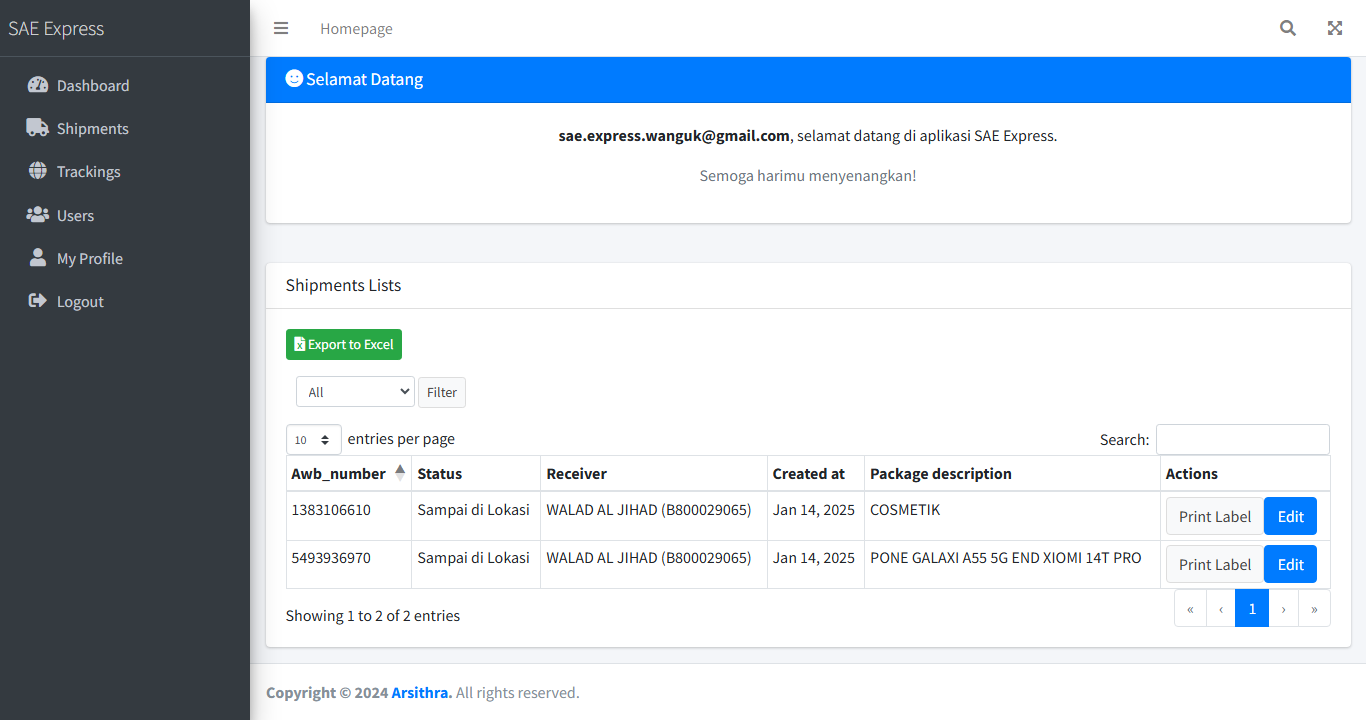 SAE Express
Homepage
Dashboard
Shipments
Trackings
Users
My Profile
Logout
Selamat Datang
sae.express.wanguk@gmail.com, selamat datang di aplikasi SAE Express.
Semoga harimu menyenangkan!
Shipments Lists
Export to Excel
All Filter
10 entries per page Search:
Awb_number Status Receiver Created at Package description Actions
1383106610 Sampai di Lokasi WALAD AL JIHAD (B800029065) Jan 14, 2025 COSMETIK Print Label Edit
5493936970 Sampai di Lokasi WALAD AL JIHAD (B800029065) Jan 14, 2025 PONE GALAXI A55 5G END XIOMI 14T PRO Print Label Edit
Showing 1 to 2 of 2 entries « ‹ 1 › »
Copyright © 2024 Arsithra. All rights reserved.